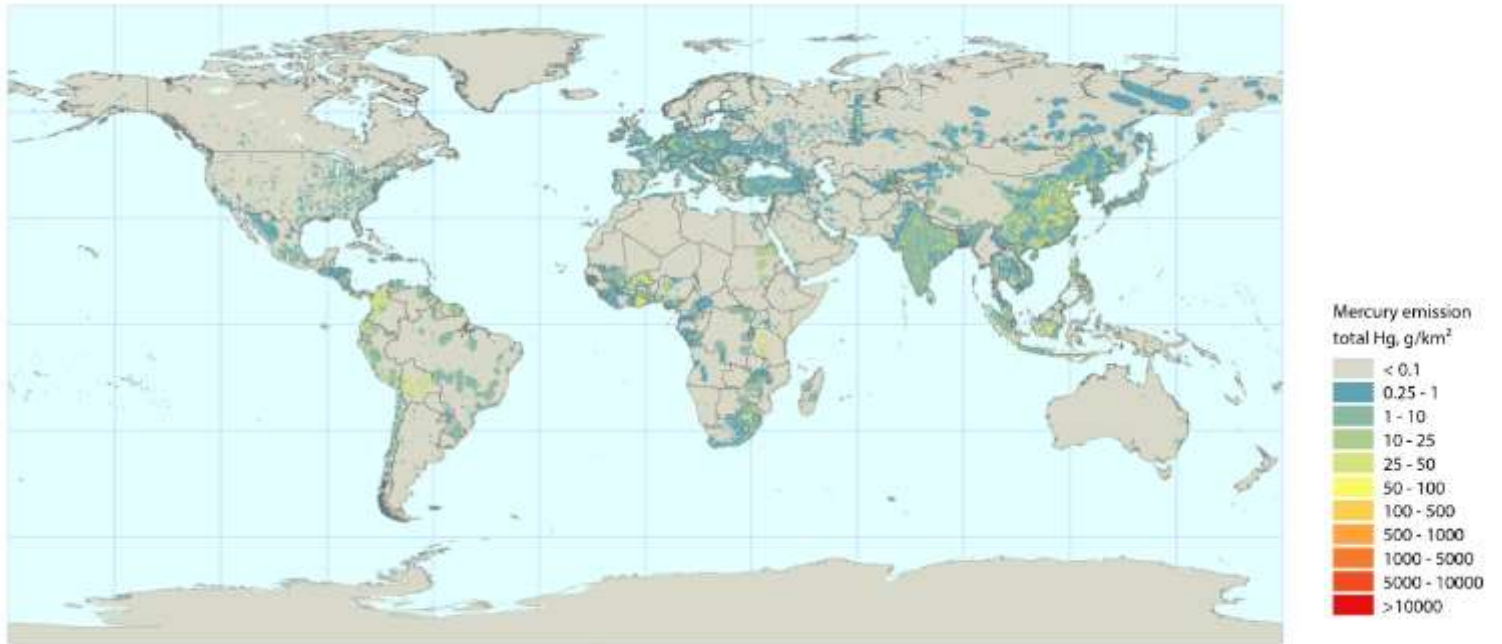 Mercury emission
total Hg, g/km²
< 0.1
0.25 - 1
1 - 10
10 - 25
25 - 50
50 - 100
100 - 500
500 - 1000
1000 - 5000
5000 - 10000
>10000